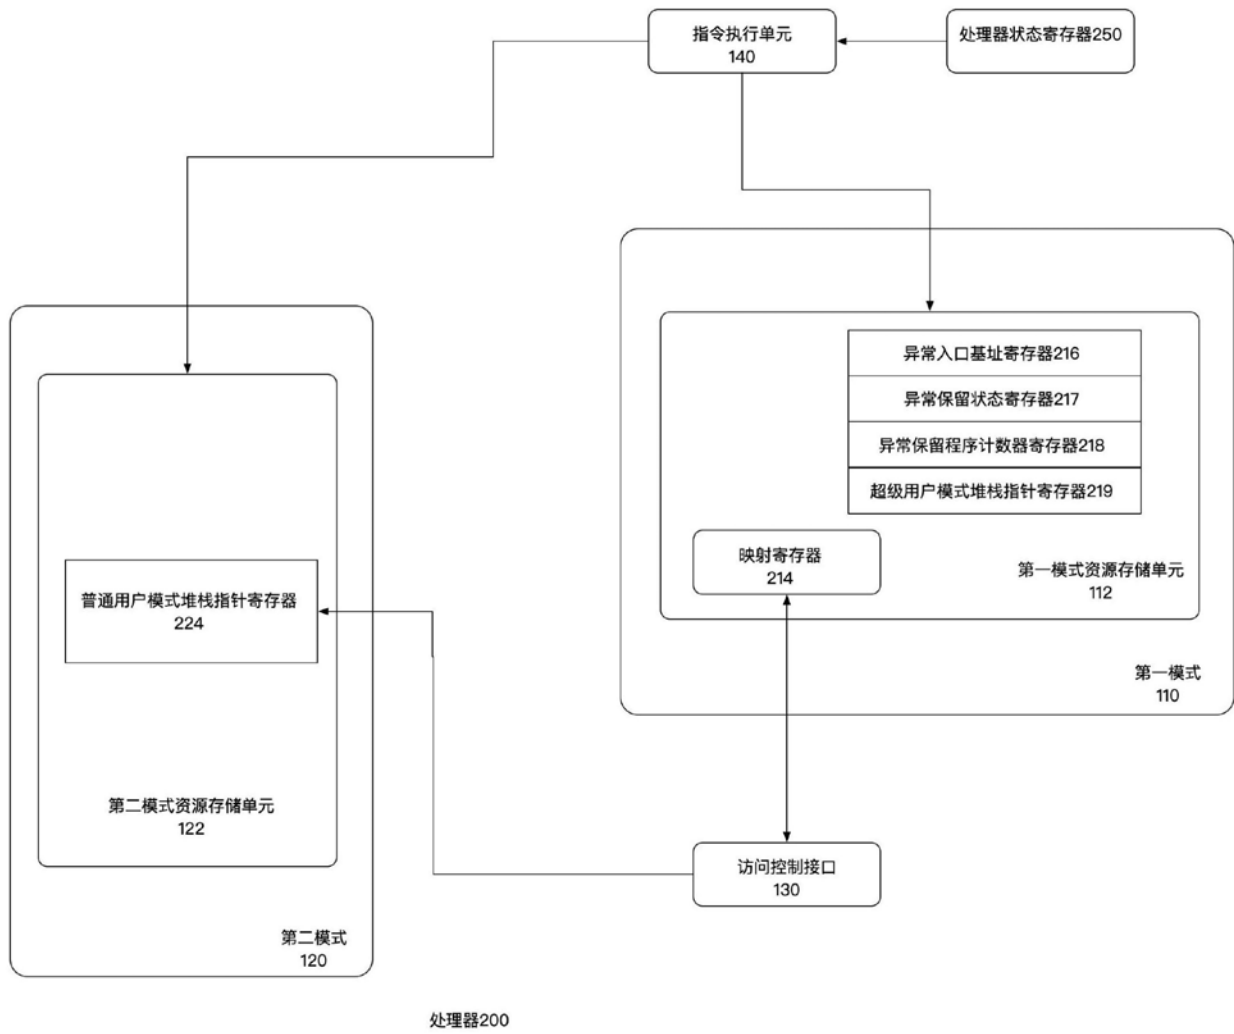 指令执行单元
140
处理器状态寄存器250
异常入口基址寄存器216
异常保留状态寄存器217
异常保留程序计数器寄存器218
超级用户模式堆栈指针寄存器219
映射寄存器
214
第一模式资源存储单元
112
第一模式
110
普通用户模式堆栈指针寄存器
224
第二模式资源存储单元
122
访问控制接口
130
第二模式
120
处理器200